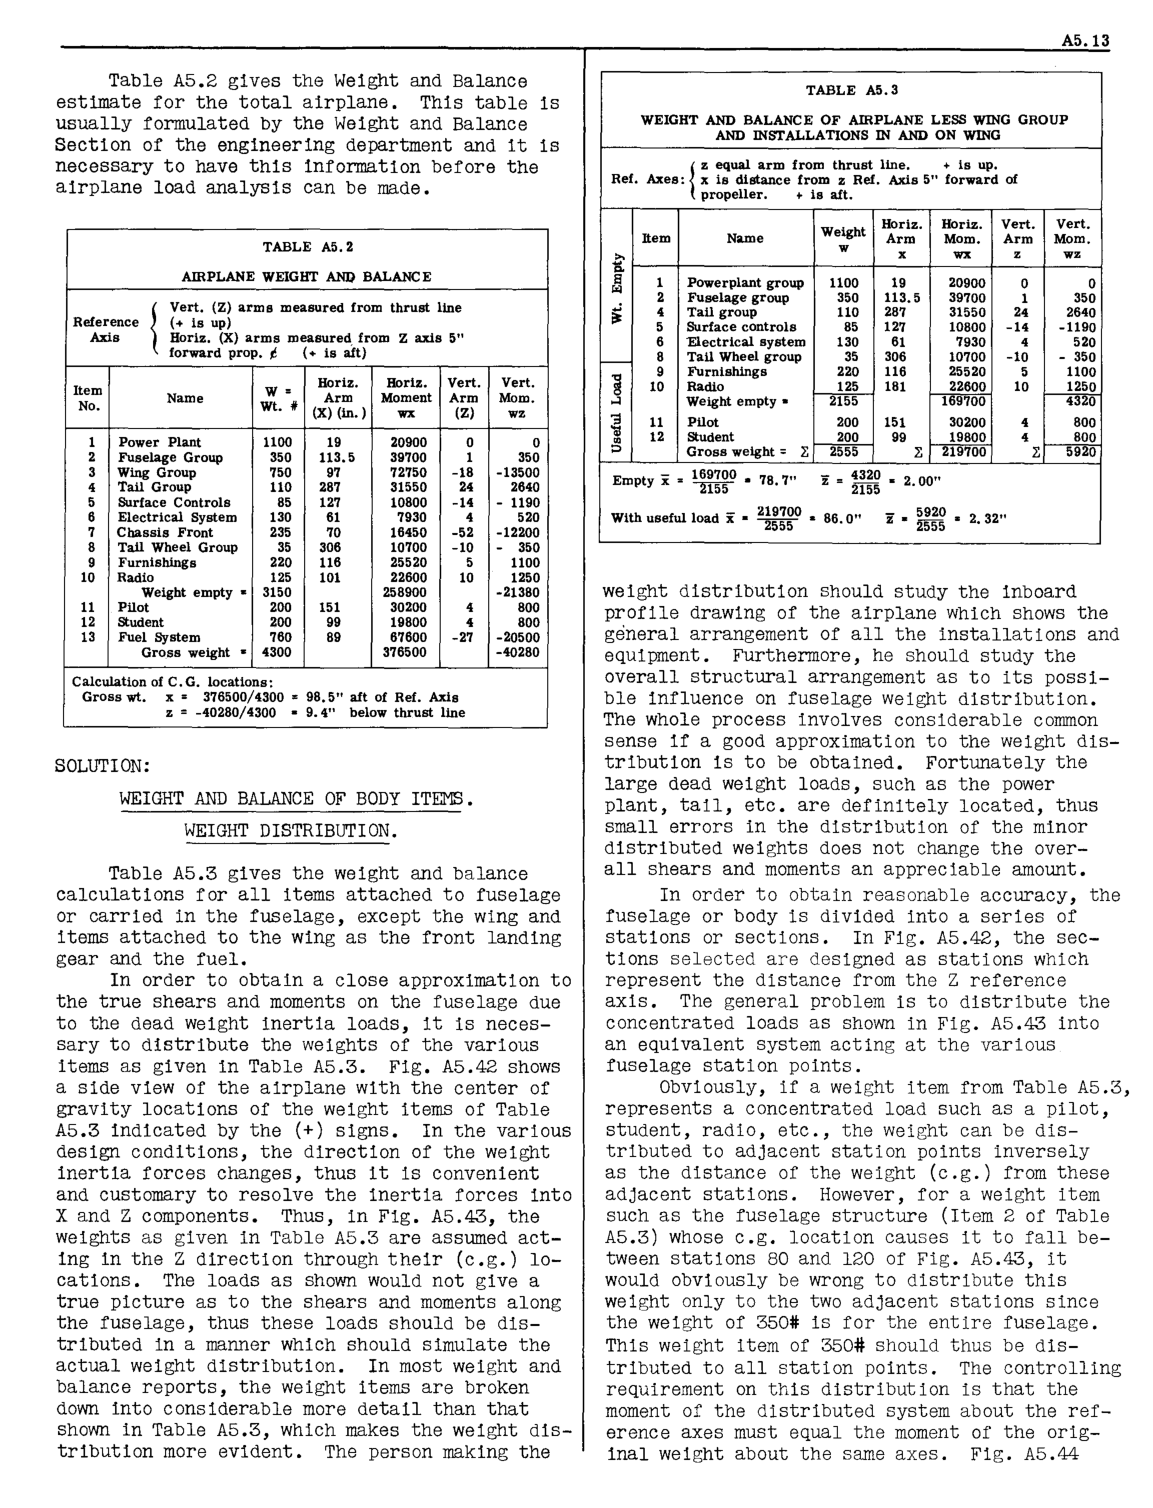 A5.13
Table A5.2 gives the Weight and Balance
estimate for the total airplane. This table is
usually formulated by the Weight and Balance
Section of the engineering department and it is
necessary to have this information before the
airplane load analysis can be made.
TABLE A5.2
AIRPLANE WEIGHT AND BALANCE
Reference Axis { Vert. (Z) arms measured from thrust line
(+ is up)
Horiz. (X) arms measured from Z axis 5"
forward prop. ₵ (+ is aft)
Item No. Name W = Wt. # Horiz. Arm (X) (in.) Horiz. Moment wx Vert. Arm (Z) Vert. Mom. wz
1 Power Plant 1100 19 20900 0 0
2 Fuselage Group 350 113.5 39700 1 350
3 Wing Group 750 97 72750 -18 -13500
4 Tail Group 110 287 31550 24 2640
5 Surface Controls 85 127 10800 -14 - 1190
6 Electrical System 130 61 7930 4 520
7 Chassis Front 235 70 16450 -52 -12200
8 Tail Wheel Group 35 306 10700 -10 - 350
9 Furnishings 220 116 25520 5 1100
10 Radio 125 101 22600 10 1250
Weight empty = 3150 258900 -21380
11 Pilot 200 151 30200 4 800
12 Student 200 99 19800 4 800
13 Fuel System 760 89 67600 -27 -20500
Gross weight = 4300 376500 -40280
Calculation of C.G. locations:
Gross wt. x = 376500/4300 = 98.5" aft of Ref. Axis
z = -40280/4300 = 9.4" below thrust line
SOLUTION:
WEIGHT AND BALANCE OF BODY ITEMS.
WEIGHT DISTRIBUTION.
Table A5.3 gives the weight and balance
calculations for all items attached to fuselage
or carried in the fuselage, except the wing and
items attached to the wing as the front landing
gear and the fuel.
In order to obtain a close approximation to
the true shears and moments on the fuselage due
to the dead weight inertia loads, it is neces-
sary to distribute the weights of the various
items as given in Table A5.3. Fig. A5.42 shows
a side view of the airplane with the center of
gravity locations of the weight items of Table
A5.3 indicated by the (+) signs. In the various
design conditions, the direction of the weight
inertia forces changes, thus it is convenient
and customary to resolve the inertia forces into
X and Z components. Thus, in Fig. A5.43, the
weights as given in Table A5.3 are assumed act-
ing in the Z direction through their (c.g.) lo-
cations. The loads as shown would not give a
true picture as to the shears and moments along
the fuselage, thus these loads should be dis-
tributed in a manner which should simulate the
actual weight distribution. In most weight and
balance reports, the weight items are broken
down into considerable more detail than that
shown in Table A5.3, which makes the weight dis-
tribution more evident. The person making the
TABLE A5.3
WEIGHT AND BALANCE OF AIRPLANE LESS WING GROUP
AND INSTALLATIONS IN AND ON WING
Ref. Axes: { z equal arm from thrust line. + is up.
x is distance from z Ref. Axis 5" forward of
propeller. + is aft.
Item Name Weight w Horiz. Arm x Horiz. Mom. wx Vert. Arm z Vert. Mom. wz
Wt. Empty
1 Powerplant group 1100 19 20900 0 0
2 Fuselage group 350 113.5 39700 1 350
4 Tail group 110 287 31550 24 2640
5 Surface controls 85 127 10800 -14 -1190
6 Electrical system 130 61 7930 4 520
8 Tail Wheel group 35 306 10700 -10 - 350
Useful Load
9 Furnishings 220 116 25520 5 1100
10 Radio 125 181 22600 10 1250
Weight empty = 2155 169700 4320
11 Pilot 200 151 30200 4 800
12 Student 200 99 19800 4 800
Gross weight = Σ 2555 Σ 219700 Σ 5920
Empty x̄ = 169700/2155 = 78.7" z̄ = 4320/2155 = 2.00"
With useful load x̄ = 219700/2555 = 86.0" z̄ = 5920/2555 = 2.32"
weight distribution should study the inboard
profile drawing of the airplane which shows the
general arrangement of all the installations and
equipment. Furthermore, he should study the
overall structural arrangement as to its possi-
ble influence on fuselage weight distribution.
The whole process involves considerable common
sense if a good approximation to the weight dis-
tribution is to be obtained. Fortunately the
large dead weight loads, such as the power
plant, tail, etc. are definitely located, thus
small errors in the distribution of the minor
distributed weights does not change the over-
all shears and moments an appreciable amount.
In order to obtain reasonable accuracy, the
fuselage or body is divided into a series of
stations or sections. In Fig. A5.42, the sec-
tions selected are designed as stations which
represent the distance from the Z reference
axis. The general problem is to distribute the
concentrated loads as shown in Fig. A5.43 into
an equivalent system acting at the various
fuselage station points.
Obviously, if a weight item from Table A5.3,
represents a concentrated load such as a pilot,
student, radio, etc., the weight can be dis-
tributed to adjacent station points inversely
as the distance of the weight (c.g.) from these
adjacent stations. However, for a weight item
such as the fuselage structure (Item 2 of Table
A5.3) whose c.g. location causes it to fall be-
tween stations 80 and 120 of Fig. A5.43, it
would obviously be wrong to distribute this
weight only to the two adjacent stations since
the weight of 350# is for the entire fuselage.
This weight item of 350# should thus be dis-
tributed to all station points. The controlling
requirement on this distribution is that the
moment of the distributed system about the ref-
erence axes must equal the moment of the orig-
inal weight about the same axes. Fig. A5.44